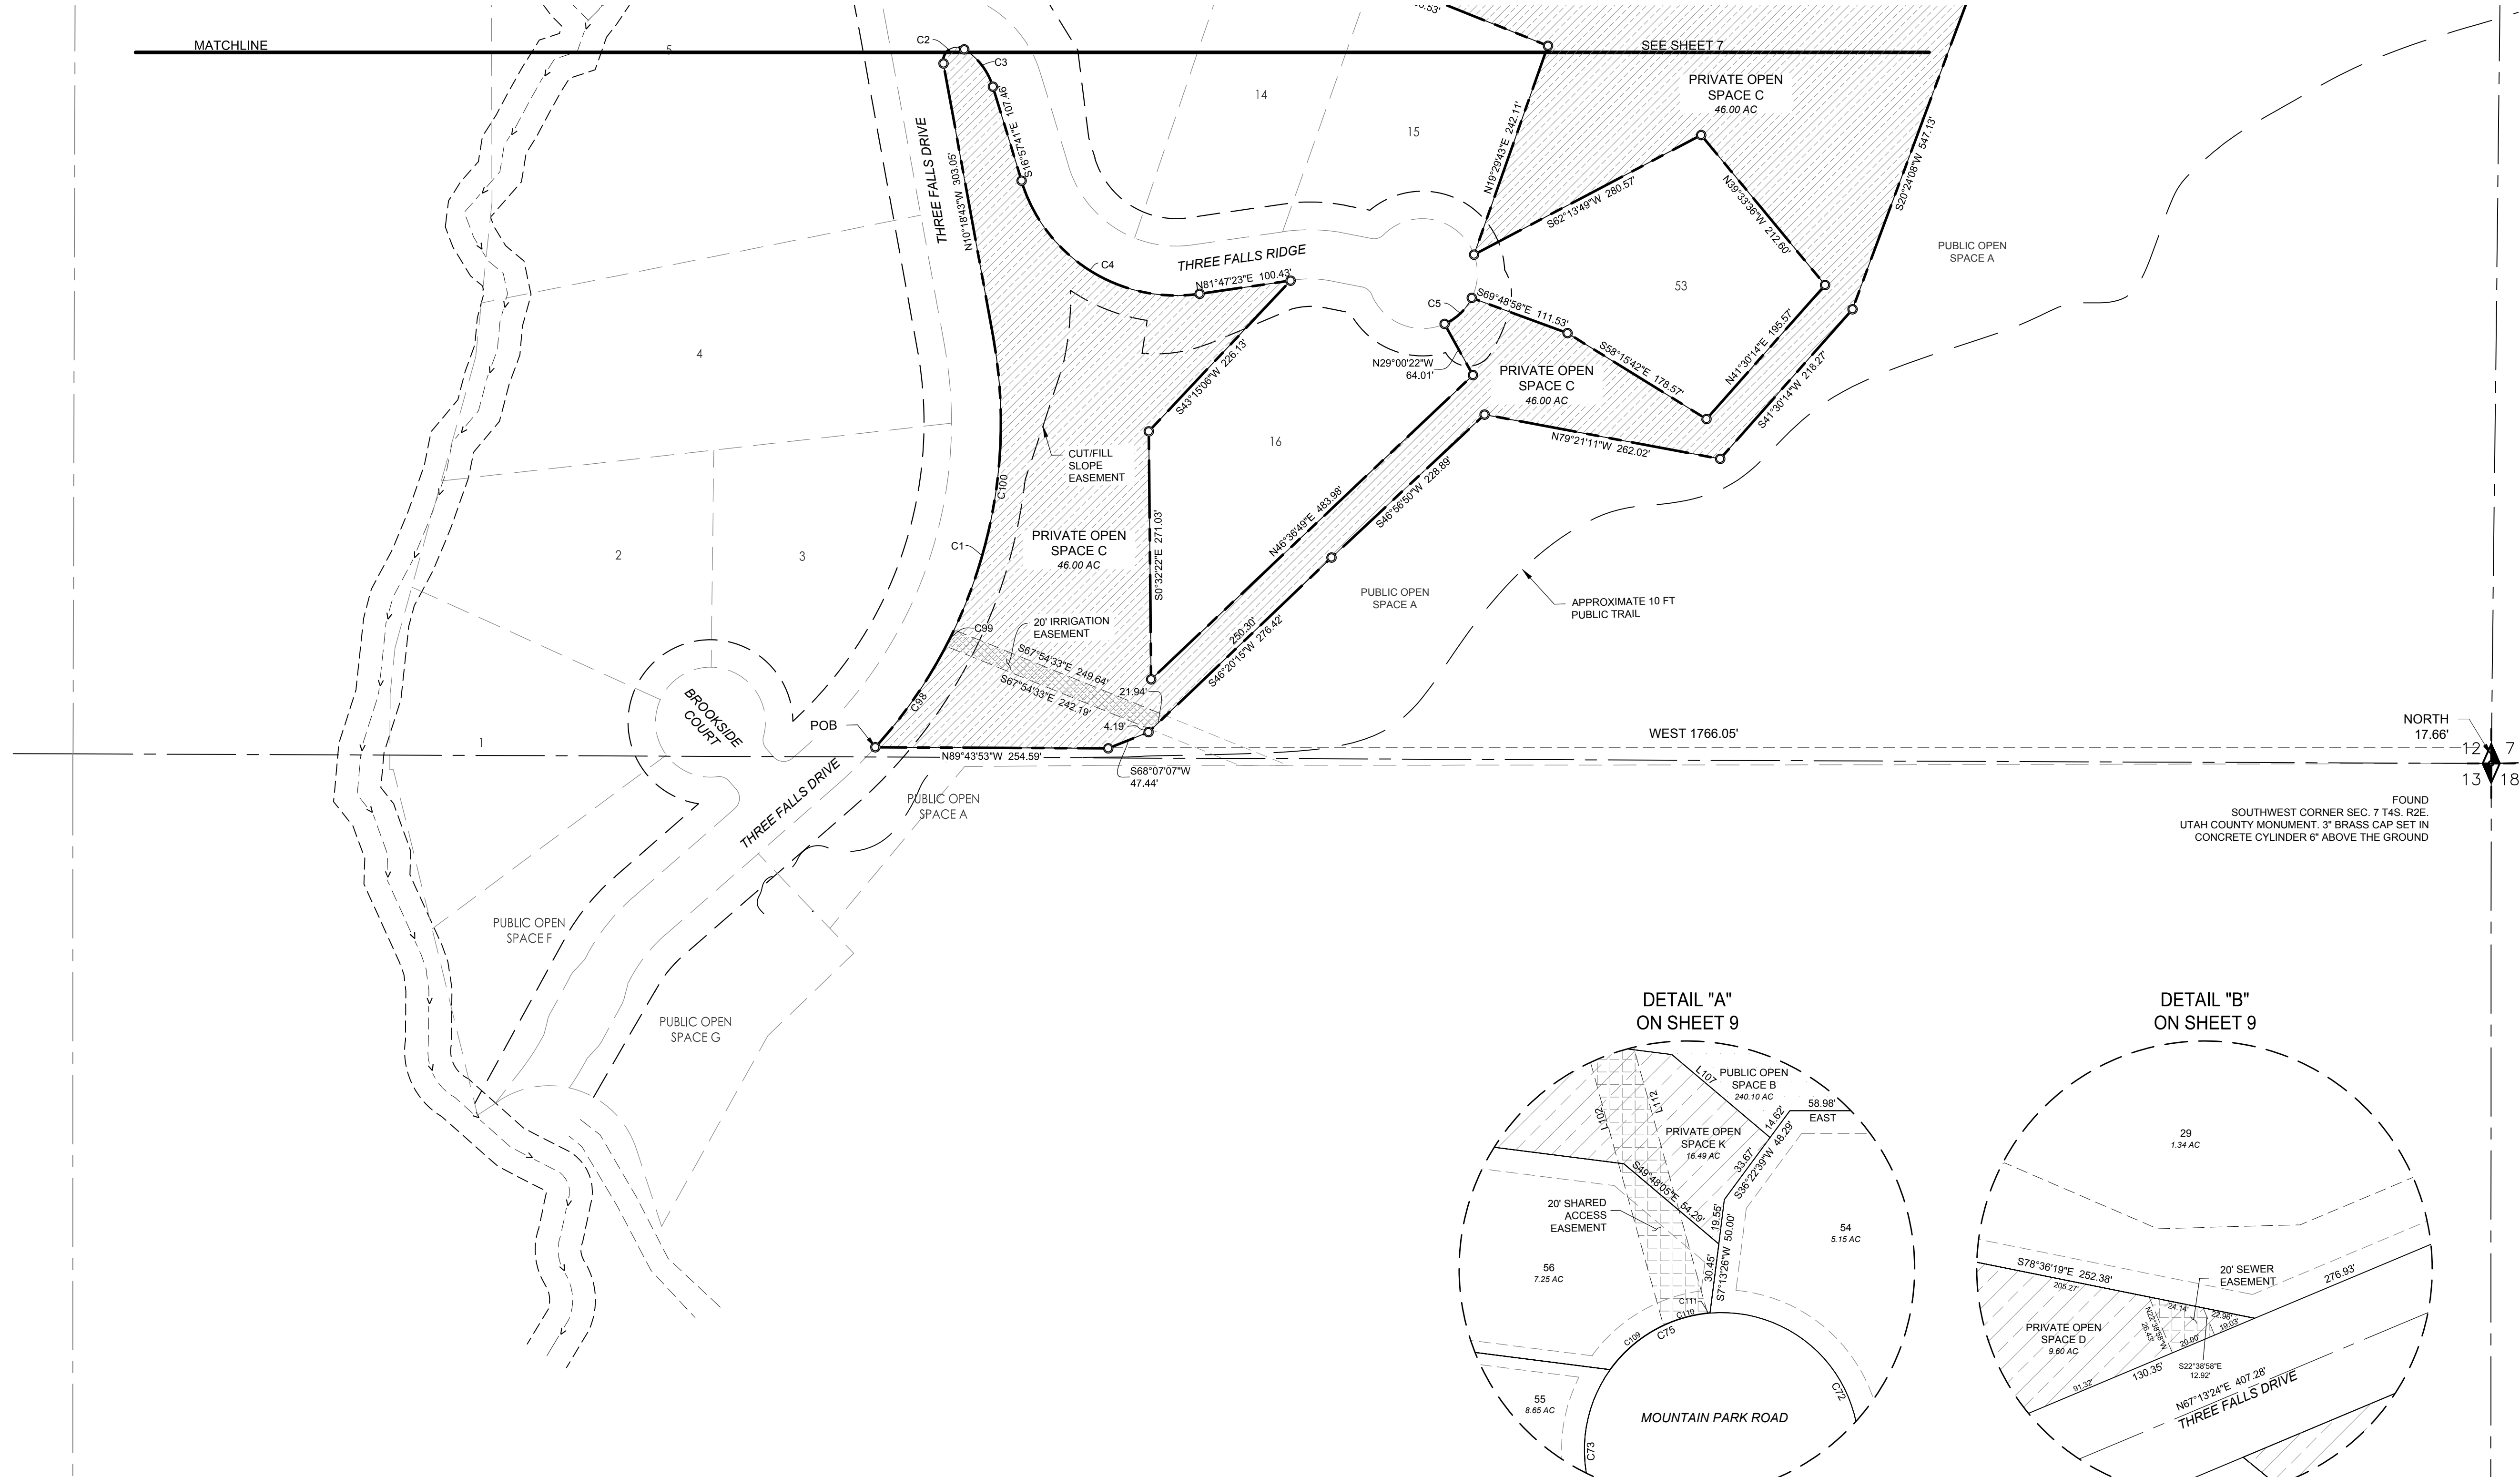 MATCHLINE
5
C2
C3
SEE SHEET 7
PRIVATE OPEN
SPACE C
46.00 AC
14
15
THREE FALLS DRIVE
N10°18'43"W 303.05'
S16°57'41"E 107.46'
N19°29'43"E 242.11'
S62°13'49"W 280.57'
N39°33'36"W 212.60'
S20°24'08"W 547.13'
PUBLIC OPEN
SPACE A
C4
THREE FALLS RIDGE
N81°47'23"E 100.43'
C5
S69°48'58"E 111.53'
53
4
S43°15'06"W 226.13'
N29°00'22"W
64.01'
S58°15'42"E 178.57'
N41°30'14"E 195.57'
S41°30'14"W 218.27'
PRIVATE OPEN
SPACE C
46.00 AC
16
N79°21'11"W 262.02'
CUT/FILL
SLOPE
EASEMENT
C100
S46°56'50"W 228.89'
N46°36'49"E 483.98'
2
3
C1
PRIVATE OPEN
SPACE C
46.00 AC
S0°32'22"E 271.03'
PUBLIC OPEN
SPACE A
APPROXIMATE 10 FT
PUBLIC TRAIL
C99
20' IRRIGATION
EASEMENT
250.30'
S46°20'15"W 276.42'
S67°54'33"E 249.64'
S67°54'33"E 242.19'
21.94'
4.19'
C98
BROOKSIDE
COURT
POB
1
WEST 1766.05'
NORTH
17.66'
12
7
13
18
N89°43'53"W 254.59'
S68°07'07"W
47.44'
THREE FALLS DRIVE
PUBLIC OPEN
SPACE A
FOUND
SOUTHWEST CORNER SEC. 7 T4S. R2E.
UTAH COUNTY MONUMENT. 3" BRASS CAP SET IN
CONCRETE CYLINDER 6" ABOVE THE GROUND
PUBLIC OPEN
SPACE F
PUBLIC OPEN
SPACE G
DETAIL "A"
ON SHEET 9
L107
PUBLIC OPEN
SPACE B
240.10 AC
L102
L112
58.98'
EAST
14.62'
PRIVATE OPEN
SPACE K
16.49 AC
33.67'
S36°22'39"W 48.29'
S49°48'05"E 54.29'
20' SHARED
ACCESS
EASEMENT
19.55'
S7°13'26"W 50.00'
30.45'
54
5.15 AC
56
7.25 AC
C111
C110
C109
C75
C72
55
8.65 AC
MOUNTAIN PARK ROAD
C73
DETAIL "B"
ON SHEET 9
29
1.34 AC
S78°36'19"E 252.38'
205.27'
20' SEWER
EASEMENT
276.93'
24.14'
22.98'
19.03'
N22°38'58"W
26.43'
20.00'
PRIVATE OPEN
SPACE D
9.60 AC
S22°38'58"E
12.92'
130.35'
91.32'
N67°13'24"E 407.28'
THREE FALLS DRIVE